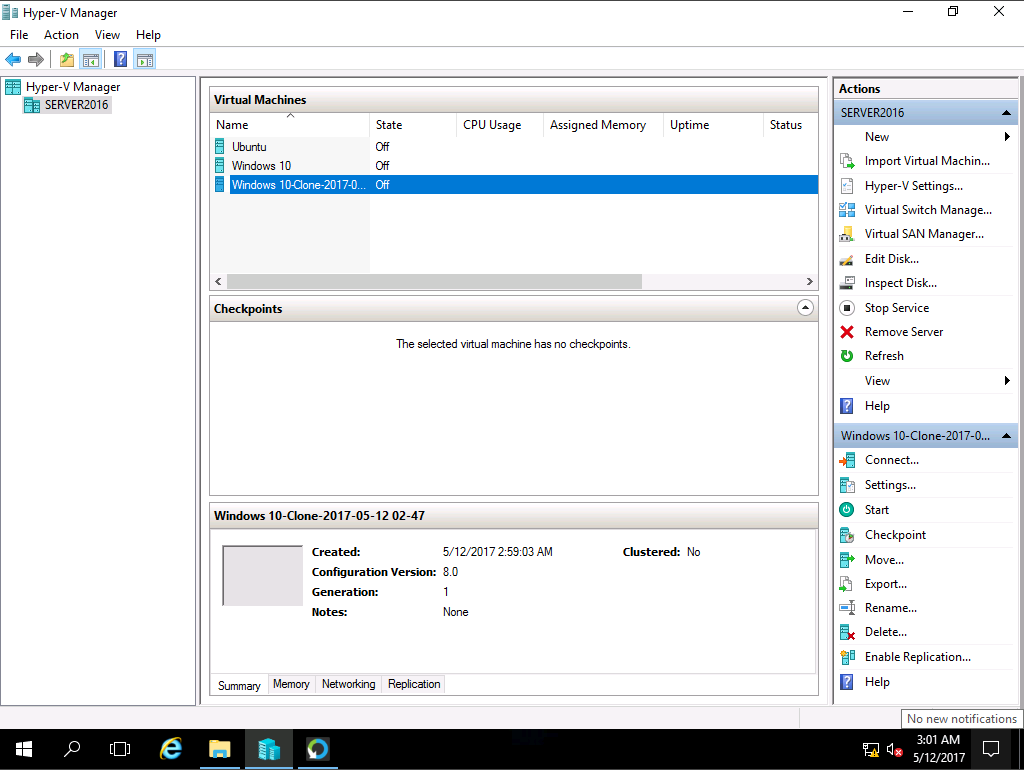 Hyper-V Manager
File Action View Help
Hyper-V Manager
SERVER2016
Virtual Machines
Name State CPU Usage Assigned Memory Uptime Status
Ubuntu Off
Windows 10 Off
Windows 10-Clone-2017-0... Off
Checkpoints
The selected virtual machine has no checkpoints.
Windows 10-Clone-2017-05-12 02-47
Created: 5/12/2017 2:59:03 AM Clustered: No
Configuration Version: 8.0
Generation: 1
Notes: None
Summary Memory Networking Replication
Actions
SERVER2016
New
Import Virtual Machin...
Hyper-V Settings...
Virtual Switch Manage...
Virtual SAN Manager...
Edit Disk...
Inspect Disk...
Stop Service
Remove Server
Refresh
View
Help
Windows 10-Clone-2017-0...
Connect...
Settings...
Start
Checkpoint
Move...
Export...
Rename...
Delete...
Enable Replication...
Help
No new notifications
3:01 AM
5/12/2017